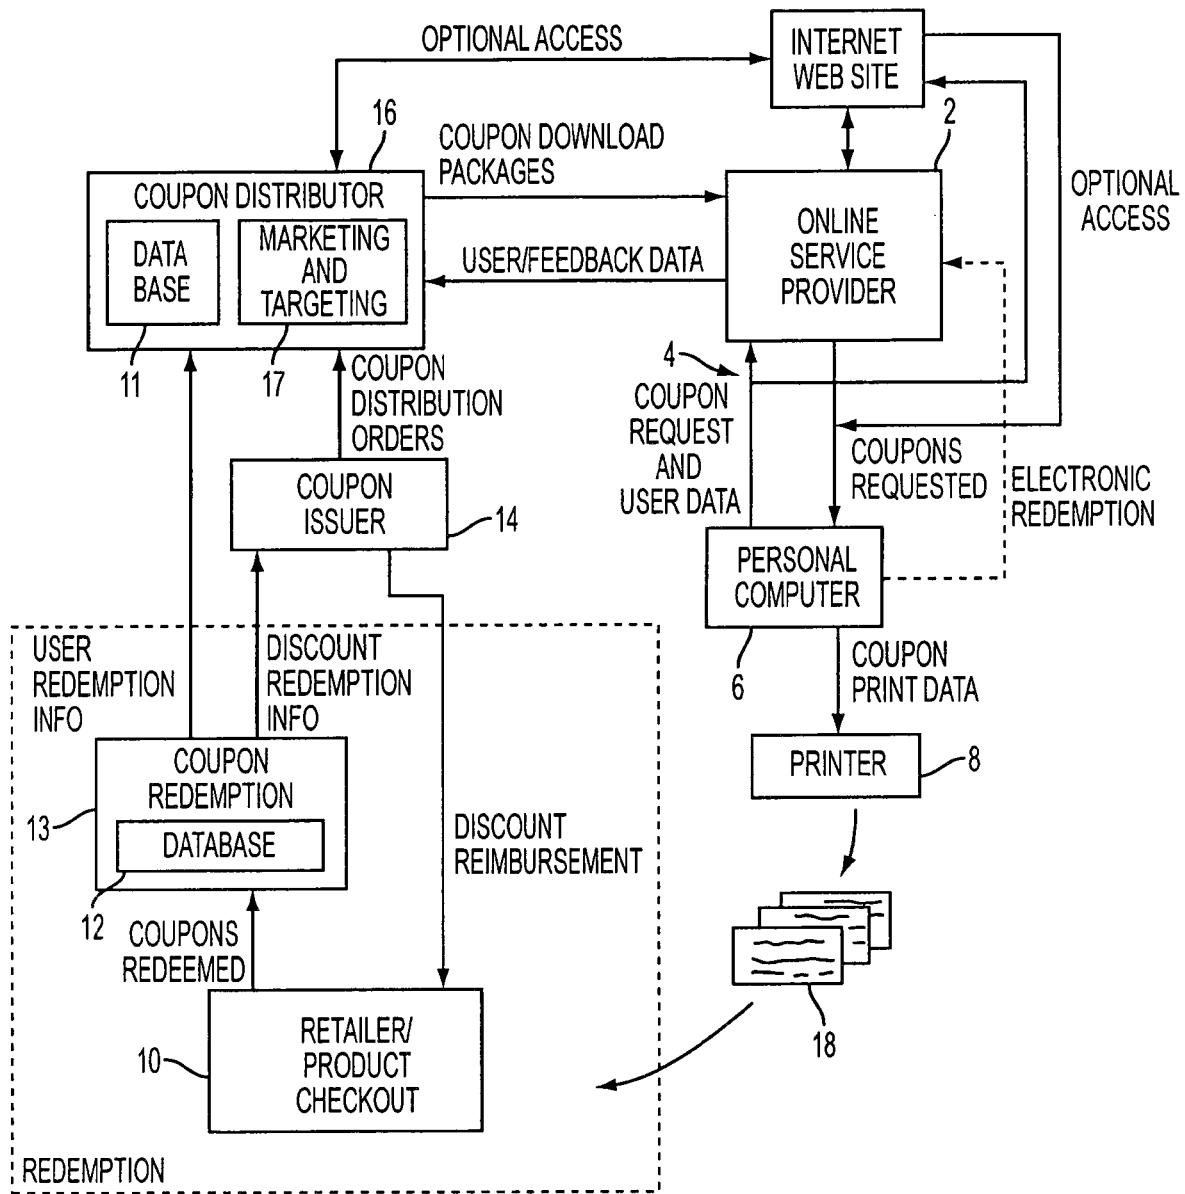 OPTIONAL ACCESS
INTERNET
WEB SITE
16
COUPON DOWNLOAD
PACKAGES
2
OPTIONAL
ACCESS
COUPON DISTRIBUTOR
DATA
BASE
MARKETING
AND
TARGETING
USER/FEEDBACK DATA
ONLINE
SERVICE
PROVIDER
11
17
COUPON
DISTRIBUTION
ORDERS
4
COUPON
REQUEST
AND
USER DATA
COUPONS
REQUESTED
ELECTRONIC
REDEMPTION
COUPON
ISSUER
14
PERSONAL
COMPUTER
6
USER
REDEMPTION
INFO
DISCOUNT
REDEMPTION
INFO
COUPON
PRINT DATA
PRINTER
8
COUPON
REDEMPTION
DATABASE
13
12
DISCOUNT
REIMBURSEMENT
COUPONS
REDEEMED
18
RETAILER/
PRODUCT
CHECKOUT
10
REDEMPTION